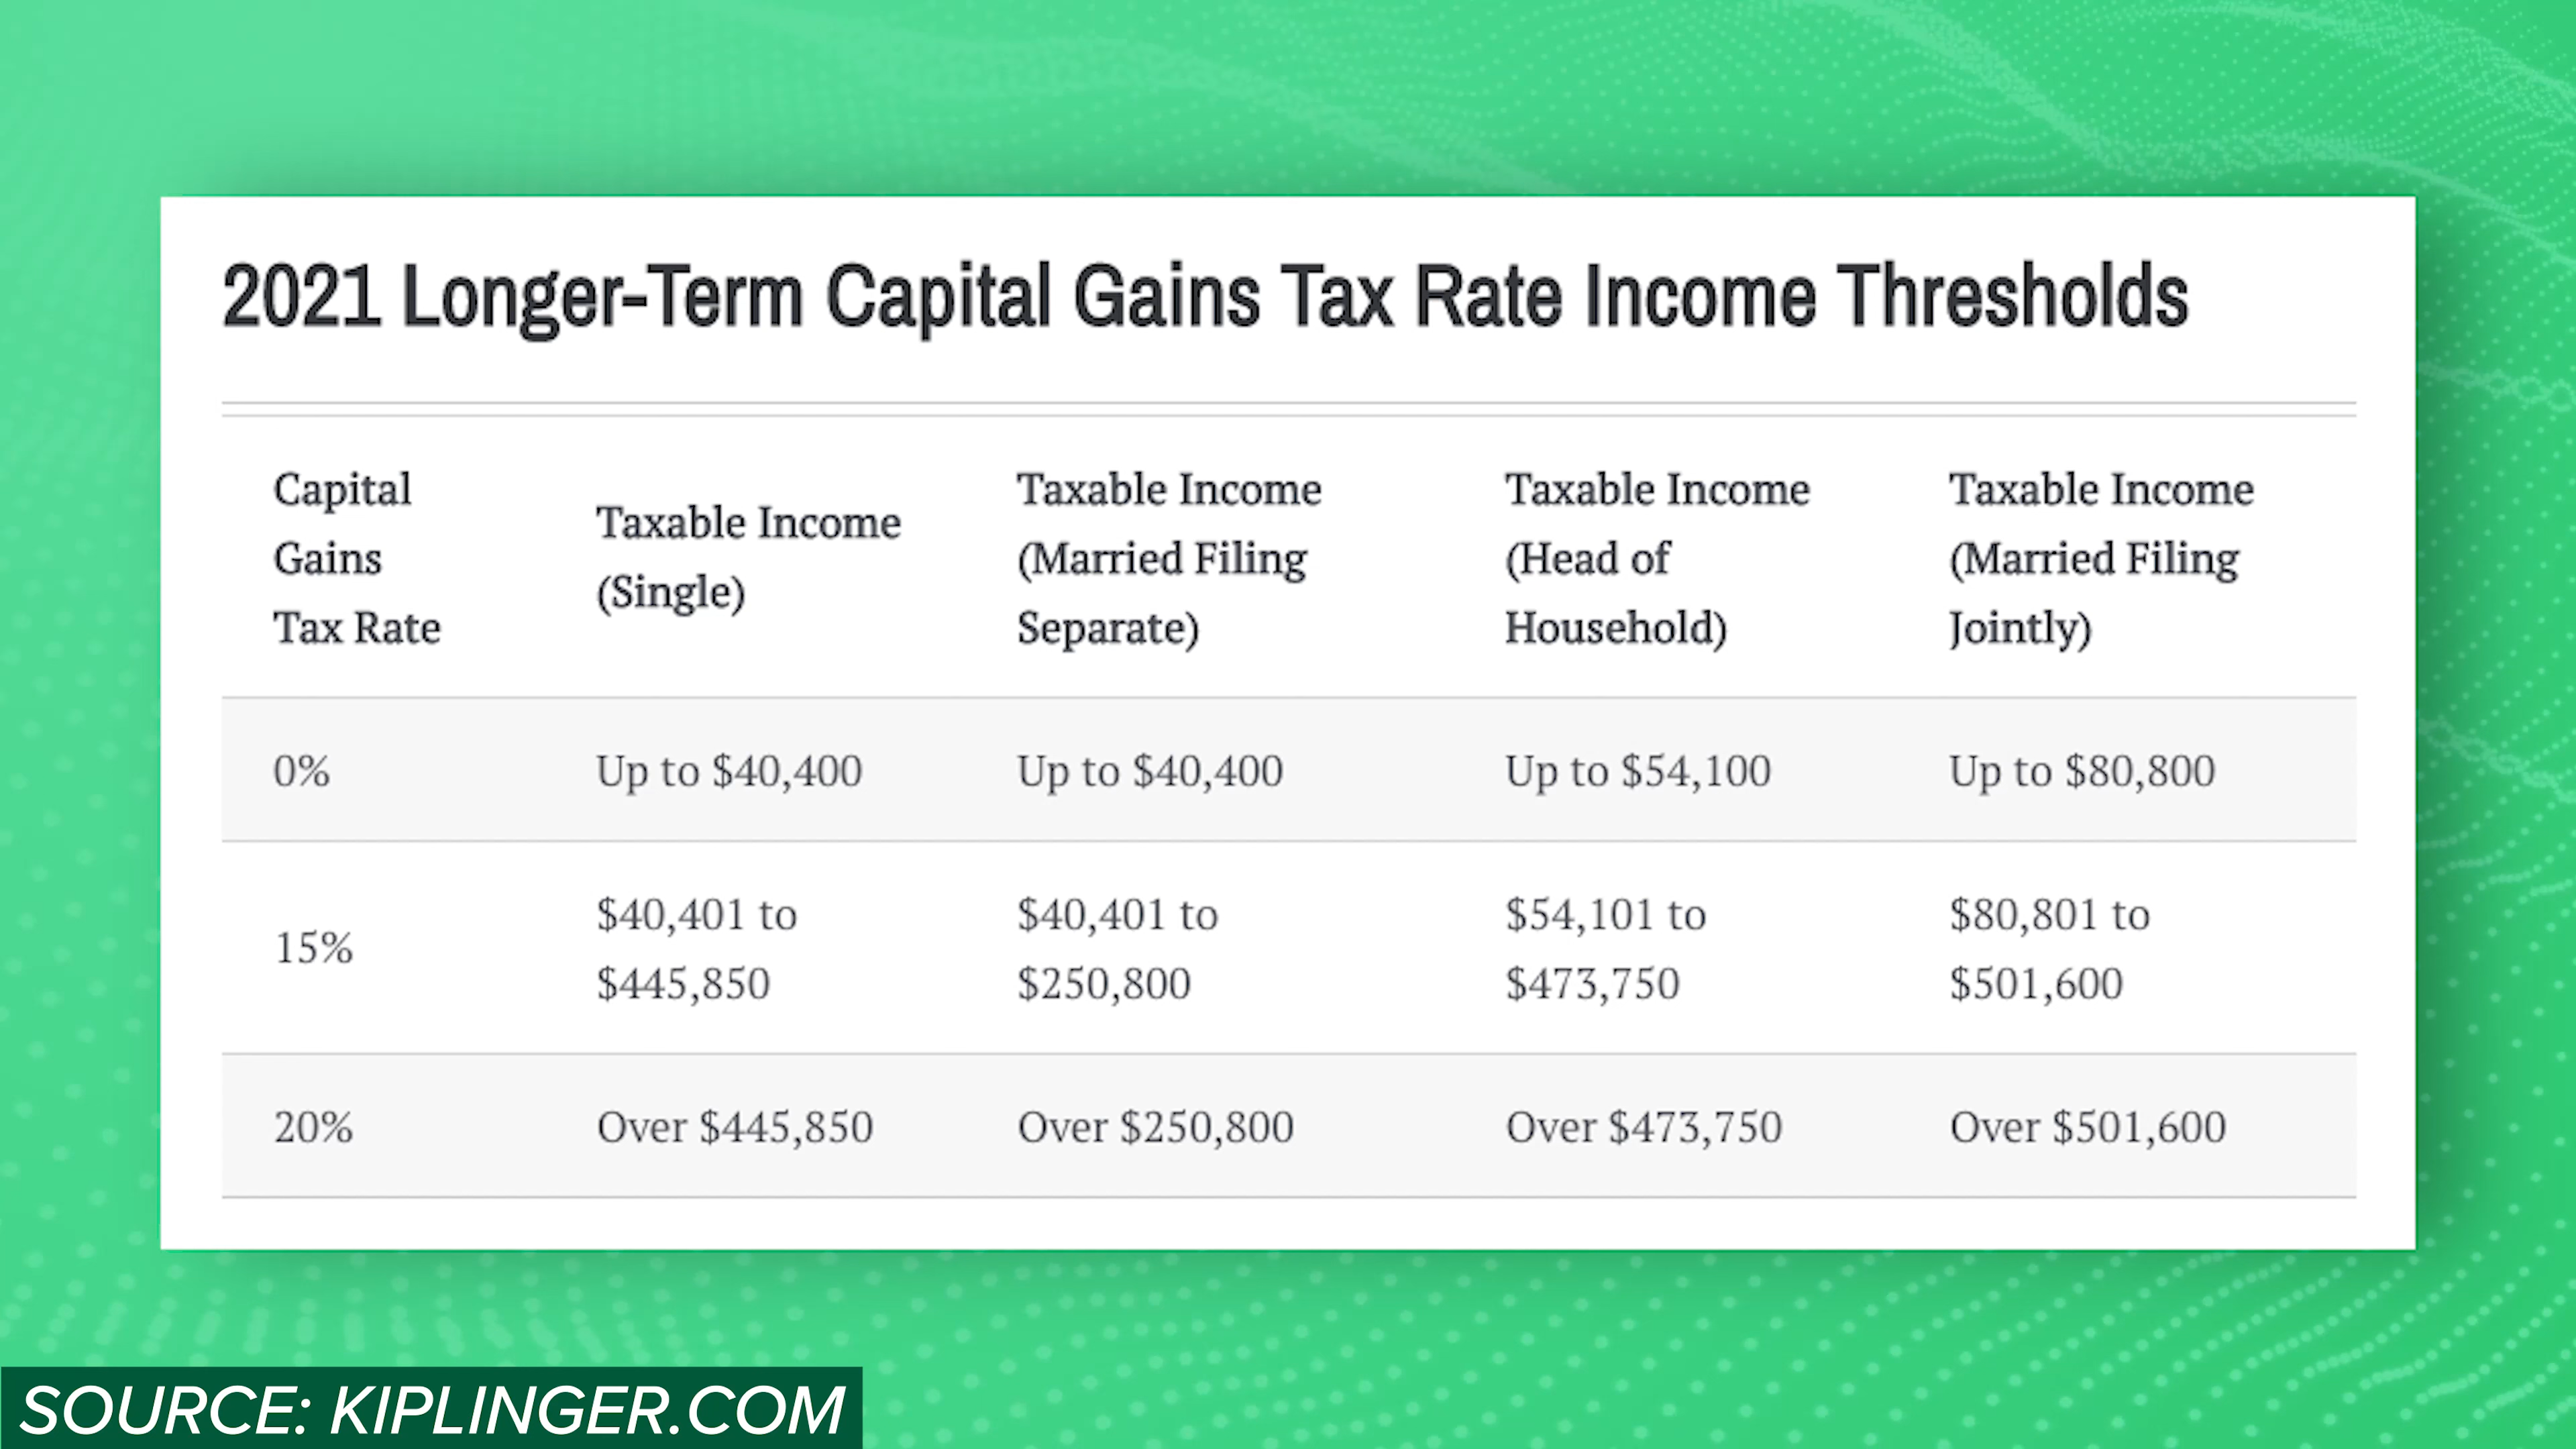 2021 Longer-Term Capital Gains Tax Rate Income Thresholds
Capital
Gains
Tax Rate
Taxable Income
(Single)
Taxable Income
(Married Filing
Separate)
Taxable Income
(Head of
Household)
Taxable Income
(Married Filing
Jointly)
0%
Up to $40,400
Up to $40,400
Up to $54,100
Up to $80,800
15%
$40,401 to
$445,850
$40,401 to
$250,800
$54,101 to
$473,750
$80,801 to
$501,600
20%
Over $445,850
Over $250,800
Over $473,750
Over $501,600
SOURCE: KIPLINGER.COM